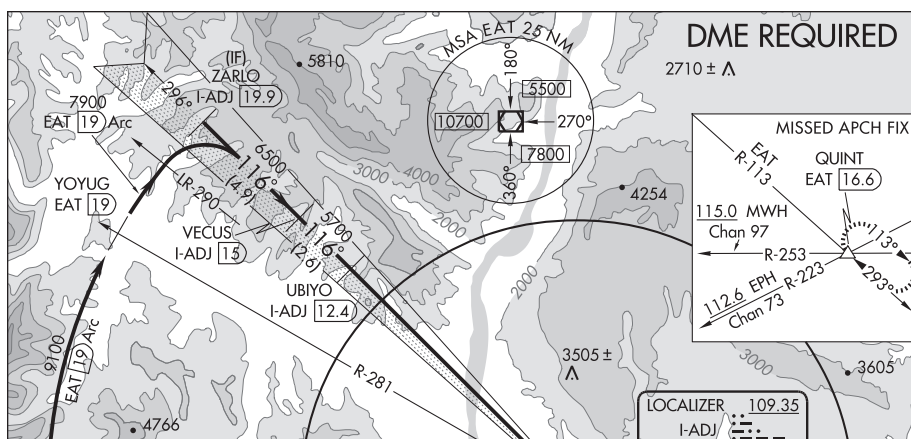 DME REQUIRED
MSA EAT 25 NM
180°
5500
10700
270°
7800
360°
5810
2710 ±
(IF)
ZARLO
I-ADJ 19.9
296°
7900
EAT 19 Arc
6500
116°
(4.9)
LR-290
YOYUG
EAT 19
VECUS
I-ADJ 15
5700
116°
(2.6)
UBIYO
I-ADJ 12.4
3000
4000
2000
4254
2000
9100
EAT 19 Arc
R-281
4766
3505 ±
3605
3000
MISSED APCH FIX
EAT
R-113
QUINT
EAT 16.6
115.0 MWH
Chan 97
R-253
113°
293°
112.6 EPH
Chan 73
R-223
LOCALIZER 109.35
I-ADJ